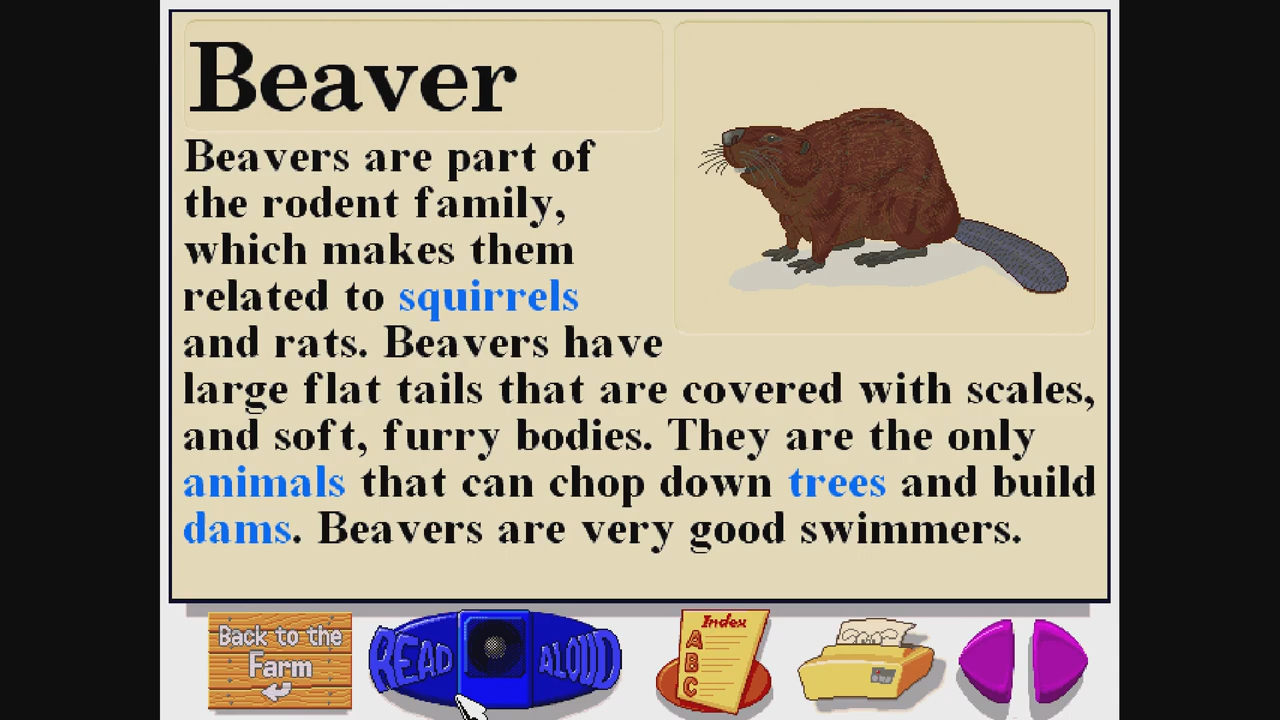 Beaver
Beavers are part of
the rodent family,
which makes them
related to squirrels
and rats. Beavers have
large flat tails that are covered with scales,
and soft, furry bodies. They are the only
animals that can chop down trees and build
dams. Beavers are very good swimmers.
Back to the
Farm
READ ALOUD
Index
A
B
C